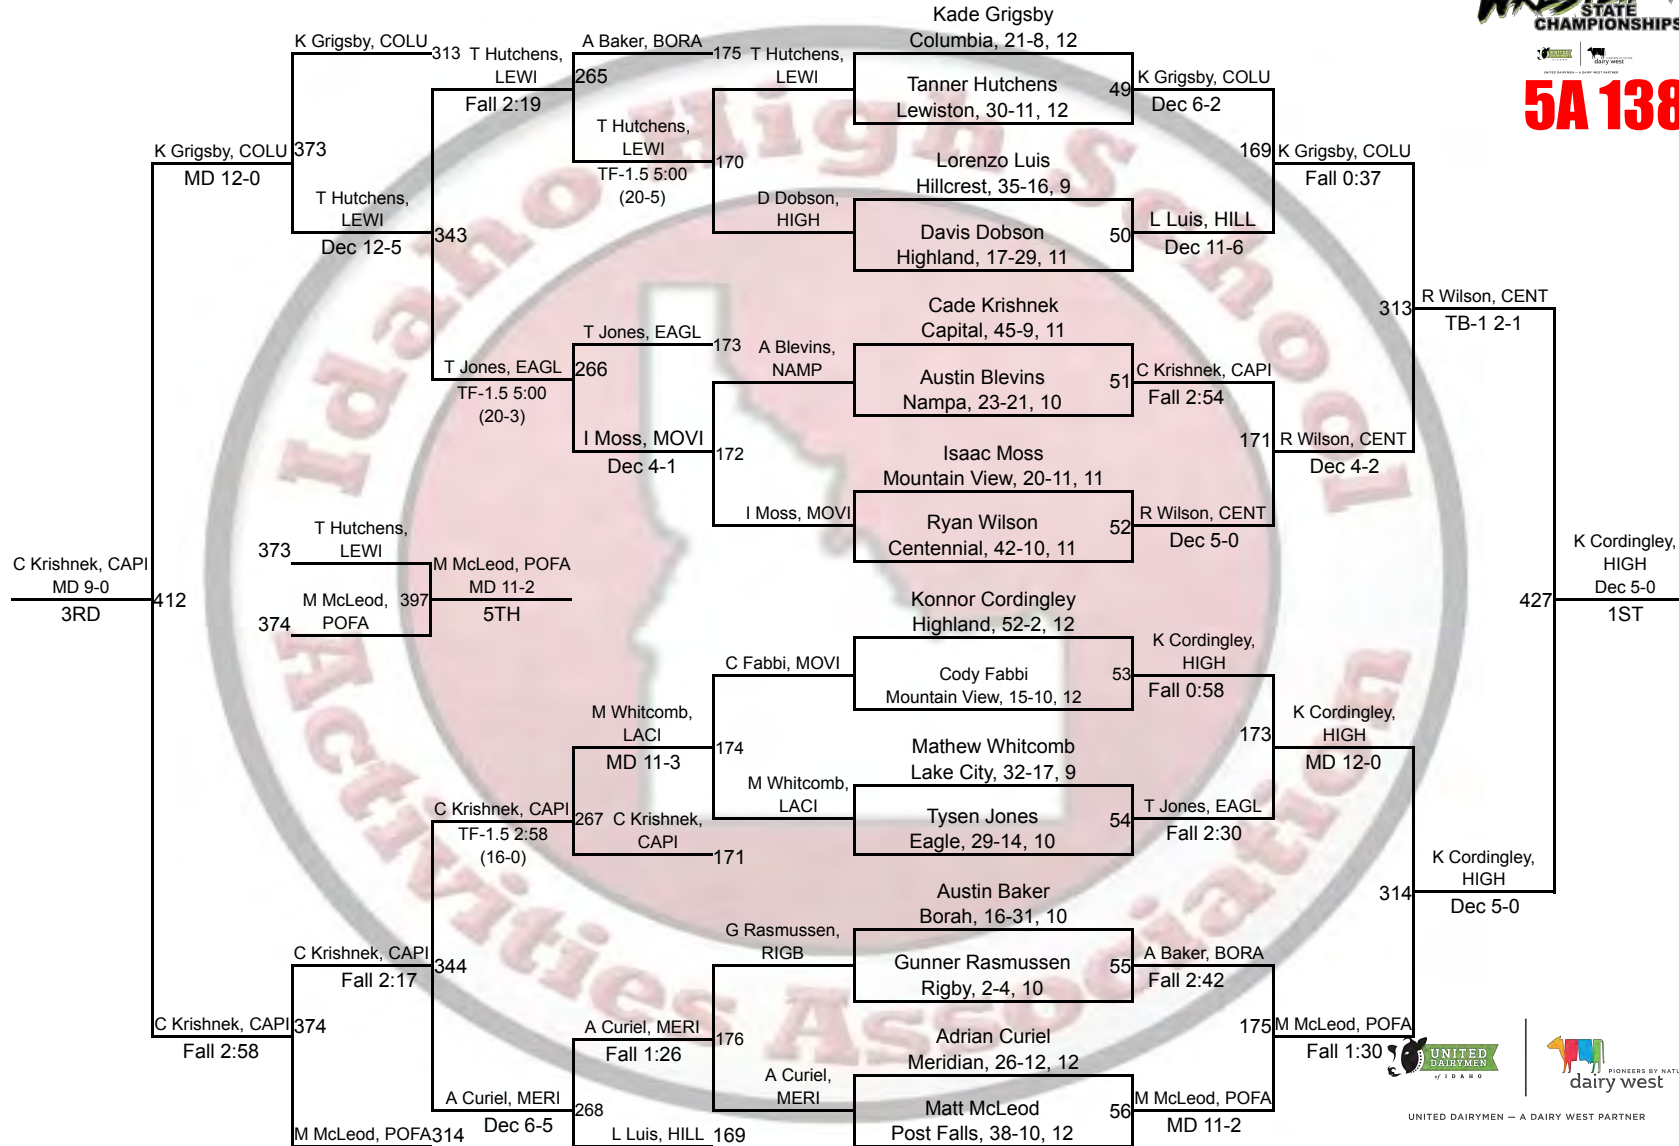 Idaho High School
Activities Association
WRESTLING
STATE
CHAMPIONSHIPS
dairy west
UNITED DAIRYMEN — A DAIRY WEST PARTNER
5A 138
K Grigsby, COLU
313
K Grigsby, COLU
MD 12-0
373
T Hutchens,
LEWI
Dec 12-5
343
T Hutchens,
LEWI
Fall 2:19
265
A Baker, BORA
175
T Hutchens,
LEWI
TF-1.5 5:00
(20-5)
170
T Hutchens,
LEWI
D Dobson,
HIGH
T Jones, EAGL
TF-1.5 5:00
(20-3)
266
T Jones, EAGL
173
I Moss, MOVI
Dec 4-1
172
A Blevins,
NAMP
I Moss, MOVI
C Krishnek, CAPI
MD 9-0
3RD
412
373
T Hutchens,
LEWI
374
M McLeod,
POFA
397
M McLeod, POFA
MD 11-2
5TH
C Krishnek, CAPI
Fall 2:58
374
C Krishnek, CAPI
Fall 2:17
344
M McLeod, POFA
314
C Krishnek, CAPI
TF-1.5 2:58
(16-0)
267
M Whitcomb,
LACI
MD 11-3
174
C Fabbi, MOVI
M Whitcomb,
LACI
C Krishnek,
CAPI
171
A Curiel, MERI
Dec 6-5
268
A Curiel, MERI
Fall 1:26
176
G Rasmussen,
RIGB
A Curiel,
MERI
L Luis, HILL
169
Kade Grigsby
Columbia, 21-8, 12
Tanner Hutchens
Lewiston, 30-11, 12
49
K Grigsby, COLU
Dec 6-2
Lorenzo Luis
Hillcrest, 35-16, 9
Davis Dobson
Highland, 17-29, 11
50
L Luis, HILL
Dec 11-6
169
K Grigsby, COLU
Fall 0:37
Cade Krishnek
Capital, 45-9, 11
Austin Blevins
Nampa, 23-21, 10
51
C Krishnek, CAPI
Fall 2:54
Isaac Moss
Mountain View, 20-11, 11
Ryan Wilson
Centennial, 42-10, 11
52
R Wilson, CENT
Dec 5-0
171
R Wilson, CENT
Dec 4-2
313
R Wilson, CENT
TB-1 2-1
Konnor Cordingley
Highland, 52-2, 12
Cody Fabbi
Mountain View, 15-10, 12
53
K Cordingley,
HIGH
Fall 0:58
Mathew Whitcomb
Lake City, 32-17, 9
Tysen Jones
Eagle, 29-14, 10
54
T Jones, EAGL
Fall 2:30
173
K Cordingley,
HIGH
MD 12-0
Austin Baker
Borah, 16-31, 10
Gunner Rasmussen
Rigby, 2-4, 10
55
A Baker, BORA
Fall 2:42
Adrian Curiel
Meridian, 26-12, 12
Matt McLeod
Post Falls, 38-10, 12
56
M McLeod, POFA
MD 11-2
175
M McLeod, POFA
Fall 1:30
314
K Cordingley,
HIGH
Dec 5-0
427
K Cordingley,
HIGH
Dec 5-0
1ST
UNITED
DAIRYMEN
of IDAHO
PIONEERS BY NATU
dairy west
UNITED DAIRYMEN — A DAIRY WEST PARTNER